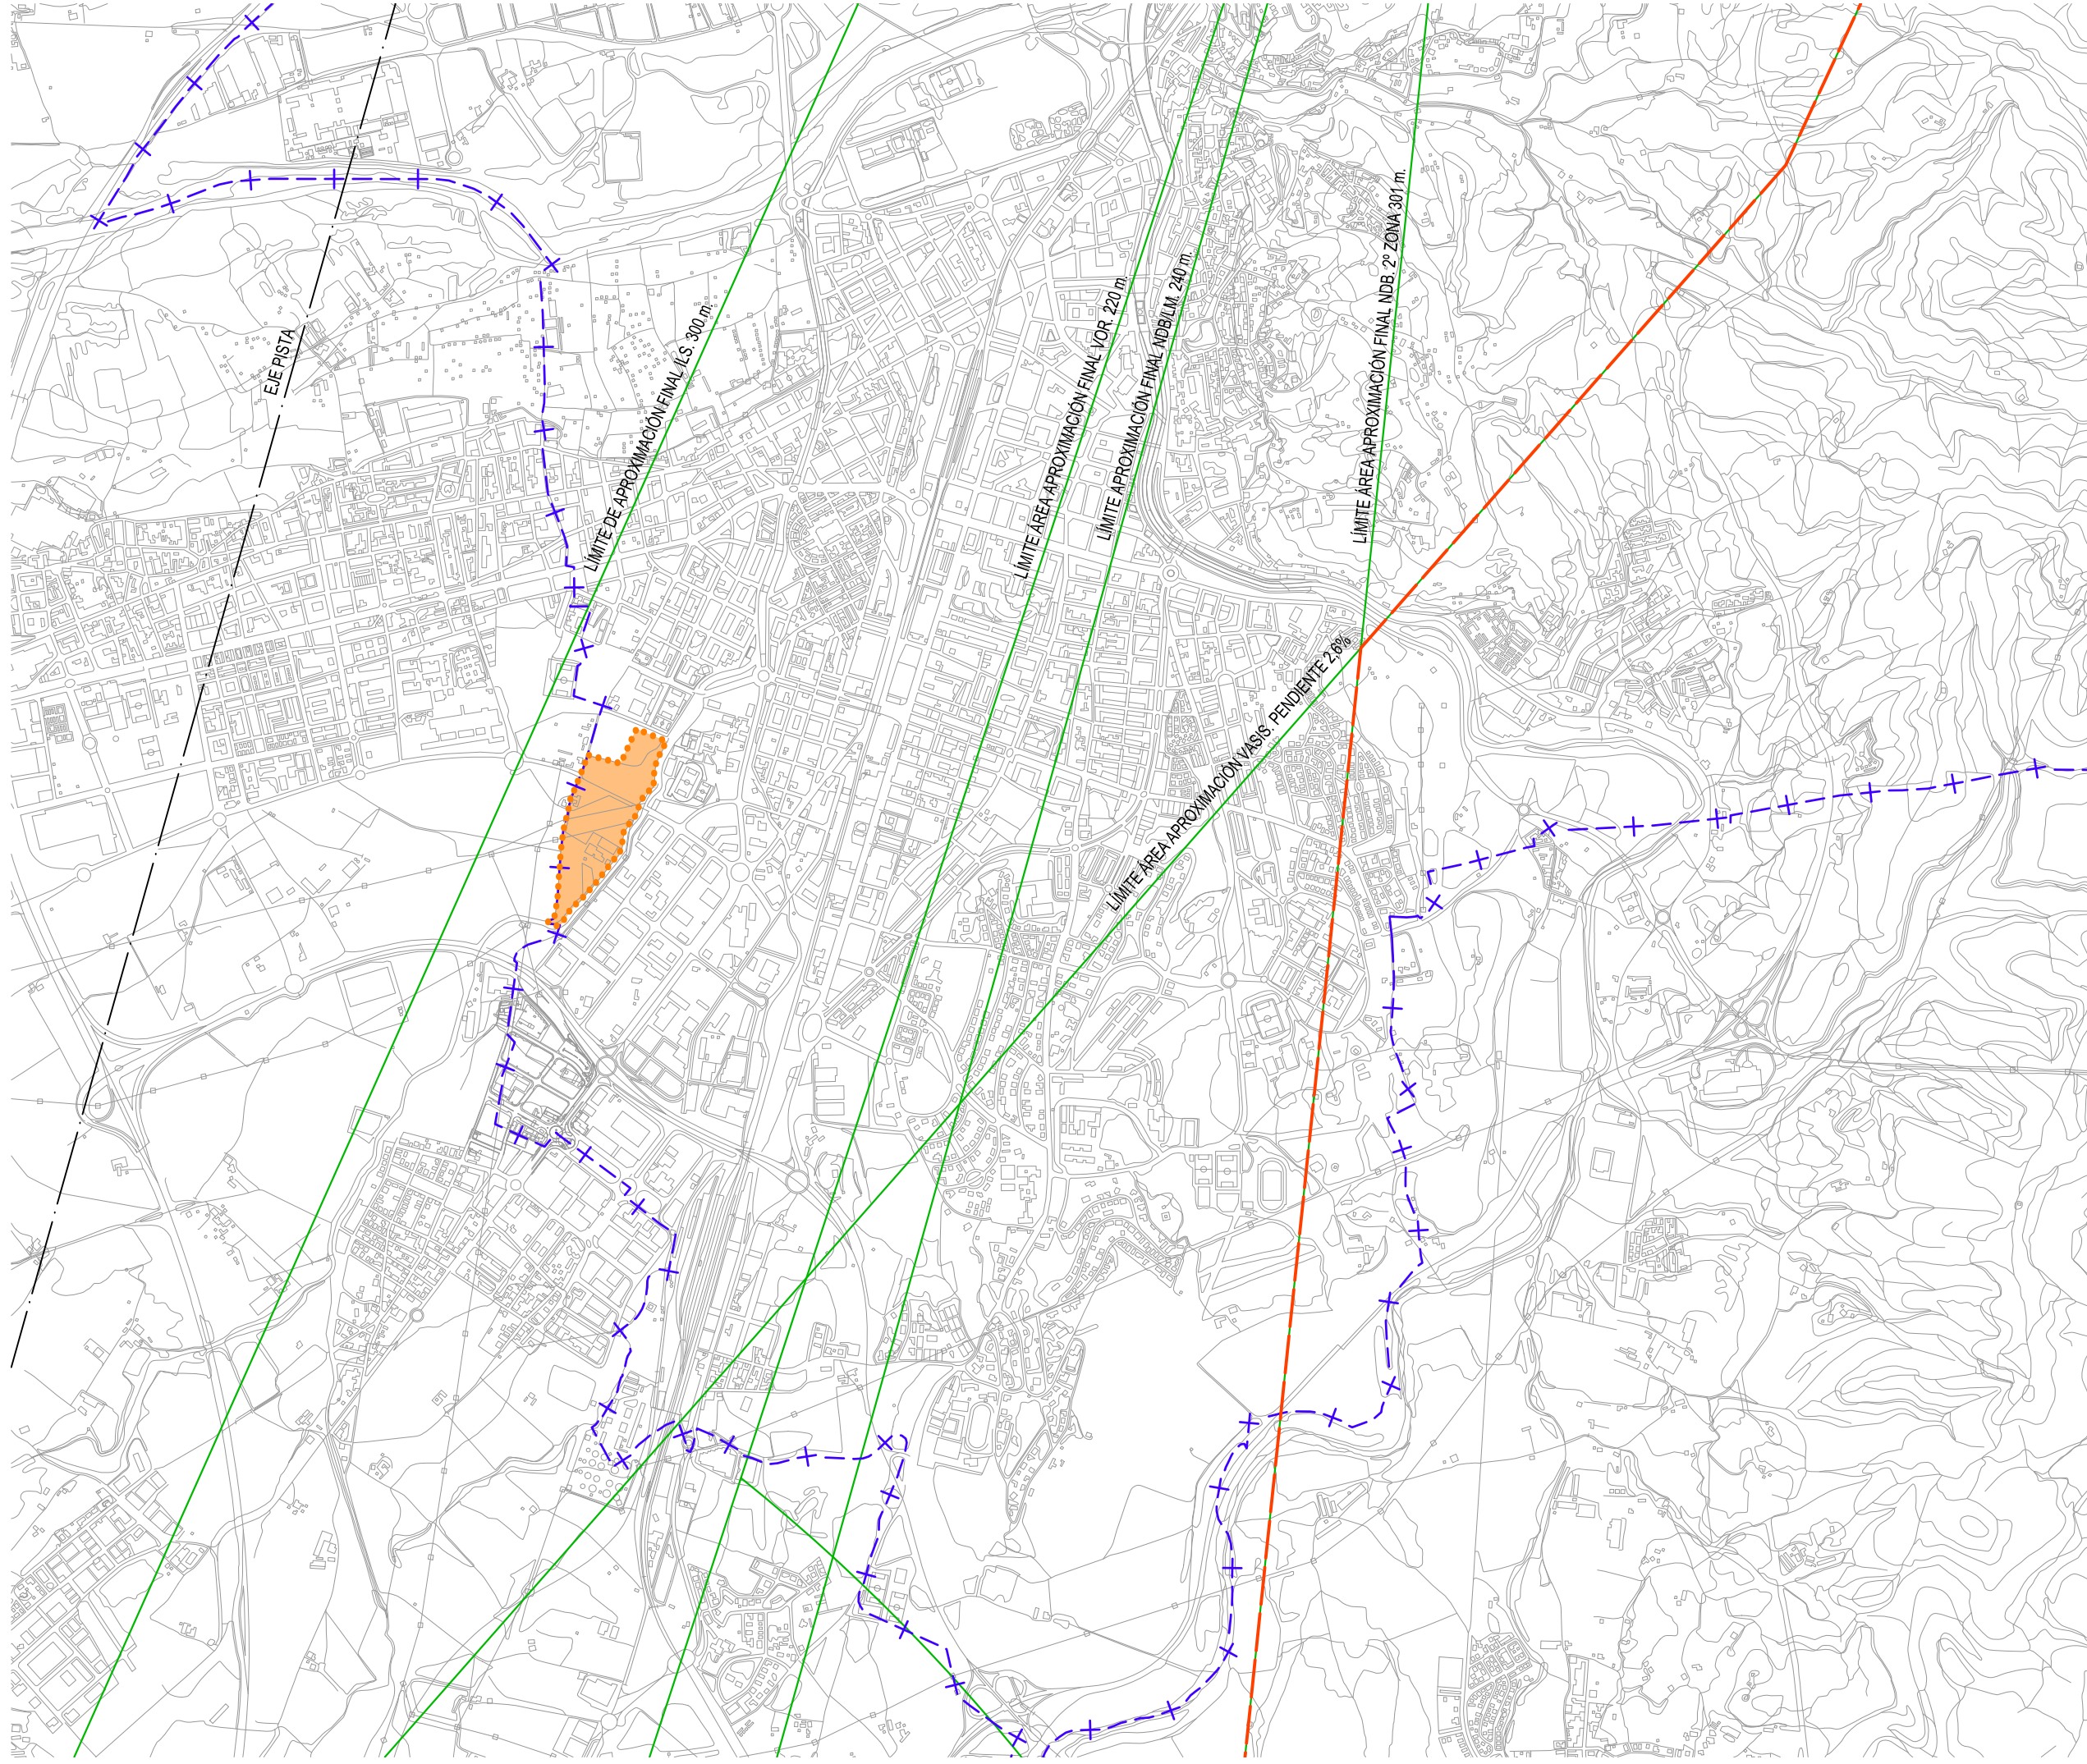 EJE PISTA
LÍMITE DE APROXIMACIÓN FINAL ILS. 300 m.
LÍMITE ÁREA APROXIMACIÓN FINAL VOR. 220 m.
LÍMITE APROXIMACIÓN FINAL NDB/LM. 240 m.
LÍMITE ÁREA APROXIMACIÓN FINAL NDB. 2º ZONA 301 m.
LÍMITE ÁREA APROXIMACIÓN VASIS. PENDIENTE 2,6%